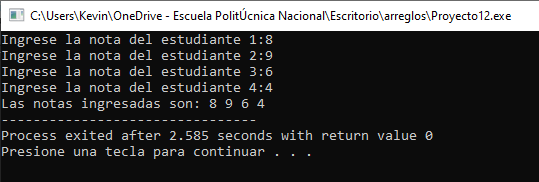 C:\Users\Kevin\OneDrive - Escuela PolitÚcnica Nacional\Escritorio\arreglos\Proyecto12.exe
Ingrese la nota del estudiante 1:8
Ingrese la nota del estudiante 2:9
Ingrese la nota del estudiante 3:6
Ingrese la nota del estudiante 4:4
Las notas ingresadas son: 8 9 6 4
--------------------------------
Process exited after 2.585 seconds with return value 0
Presione una tecla para continuar . . .